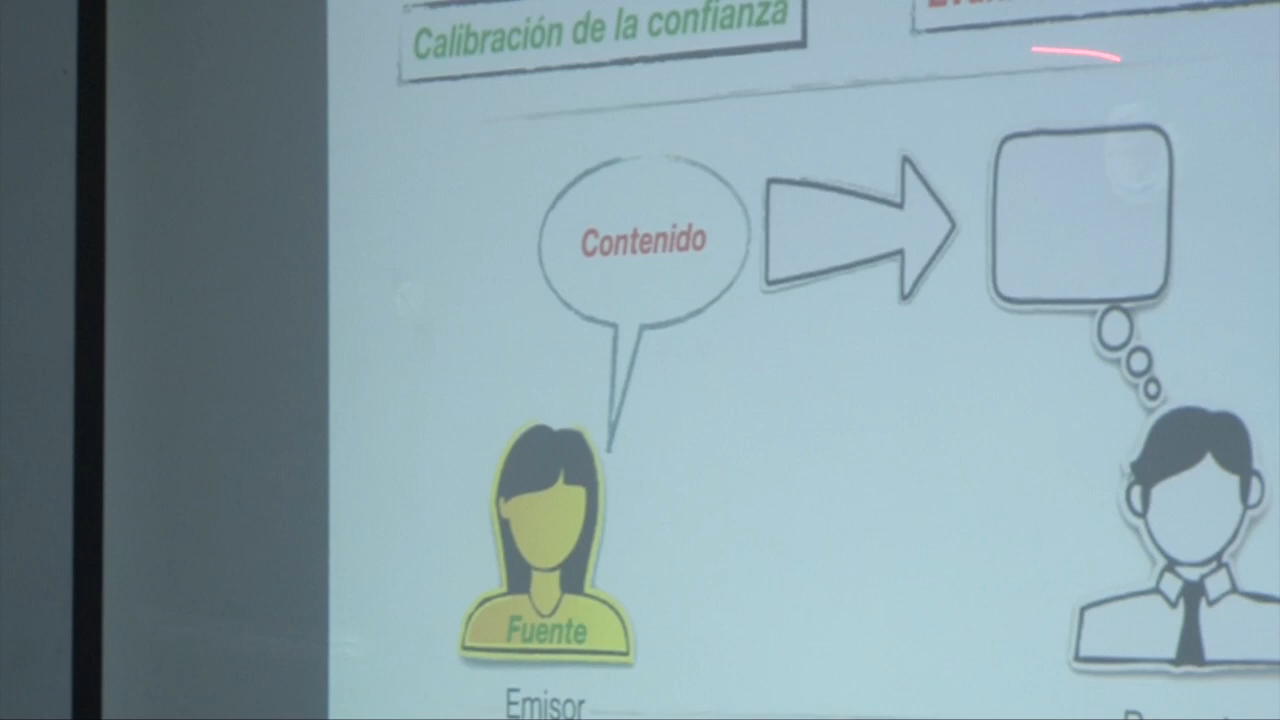 Calibración de la confianza
Contenido
Fuente
Emisor